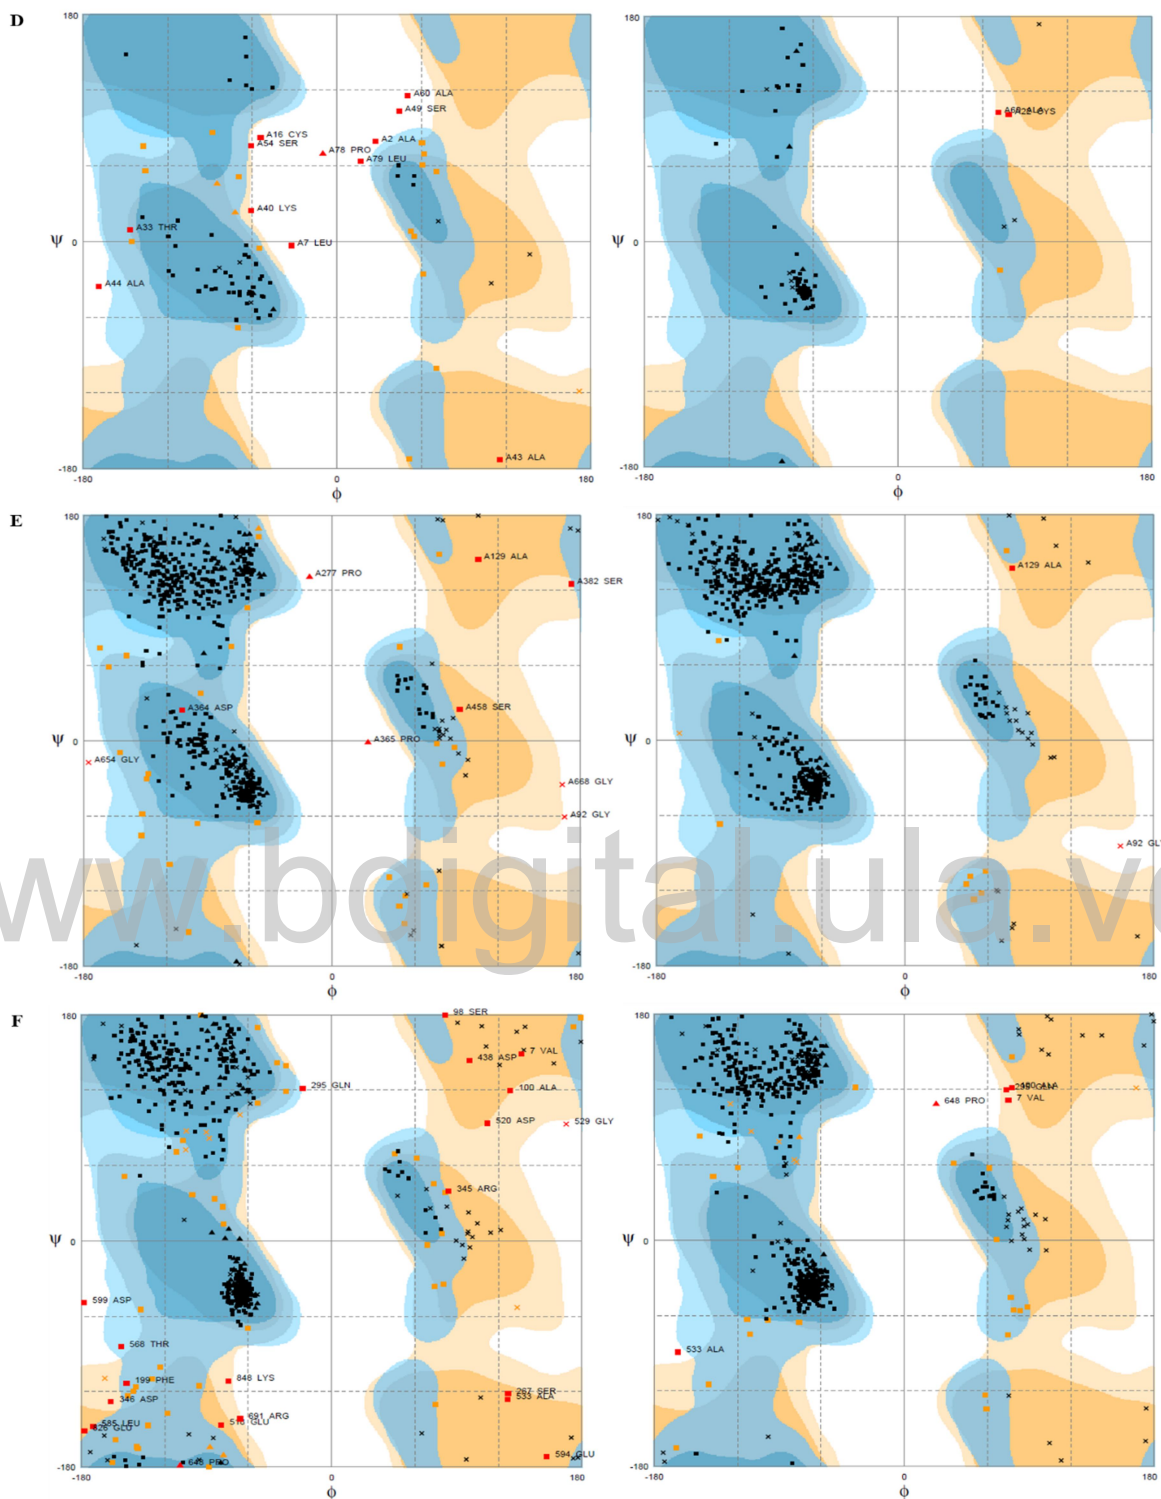 D
180
ψ
0
-180
-180
0
180
ϕ
A60 ALA
A49 SER
A16 CYS
A54 SER
A2 ALA
A78 PRO
A79 LEU
A40 LYS
A33 THR
A7 LEU
A44 ALA
A43 ALA
180
ψ
0
-180
-180
0
180
ϕ
E
180
ψ
0
-180
-180
0
180
ϕ
A129 ALA
A277 PRO
A382 SER
A364 ASP
A458 SER
A365 PRO
A654 GLY
A668 GLY
A92 GLY
180
ψ
0
-180
-180
0
180
ϕ
A129 ALA
A92 GLY
www.bdigital.ula.ve
F
180
ψ
0
-180
-180
0
180
ϕ
98 SER
438 ASP
7 VAL
295 GLN
100 ALA
520 ASP
529 GLY
345 ARG
599 ASP
568 THR
199 PHE
848 LYS
346 ASP
267 SER
533 ALA
691 ARG
585 LEU
594 GLU
648 PRO
180
ψ
0
-180
-180
0
180
ϕ
648 PRO
7 VAL
533 ALA